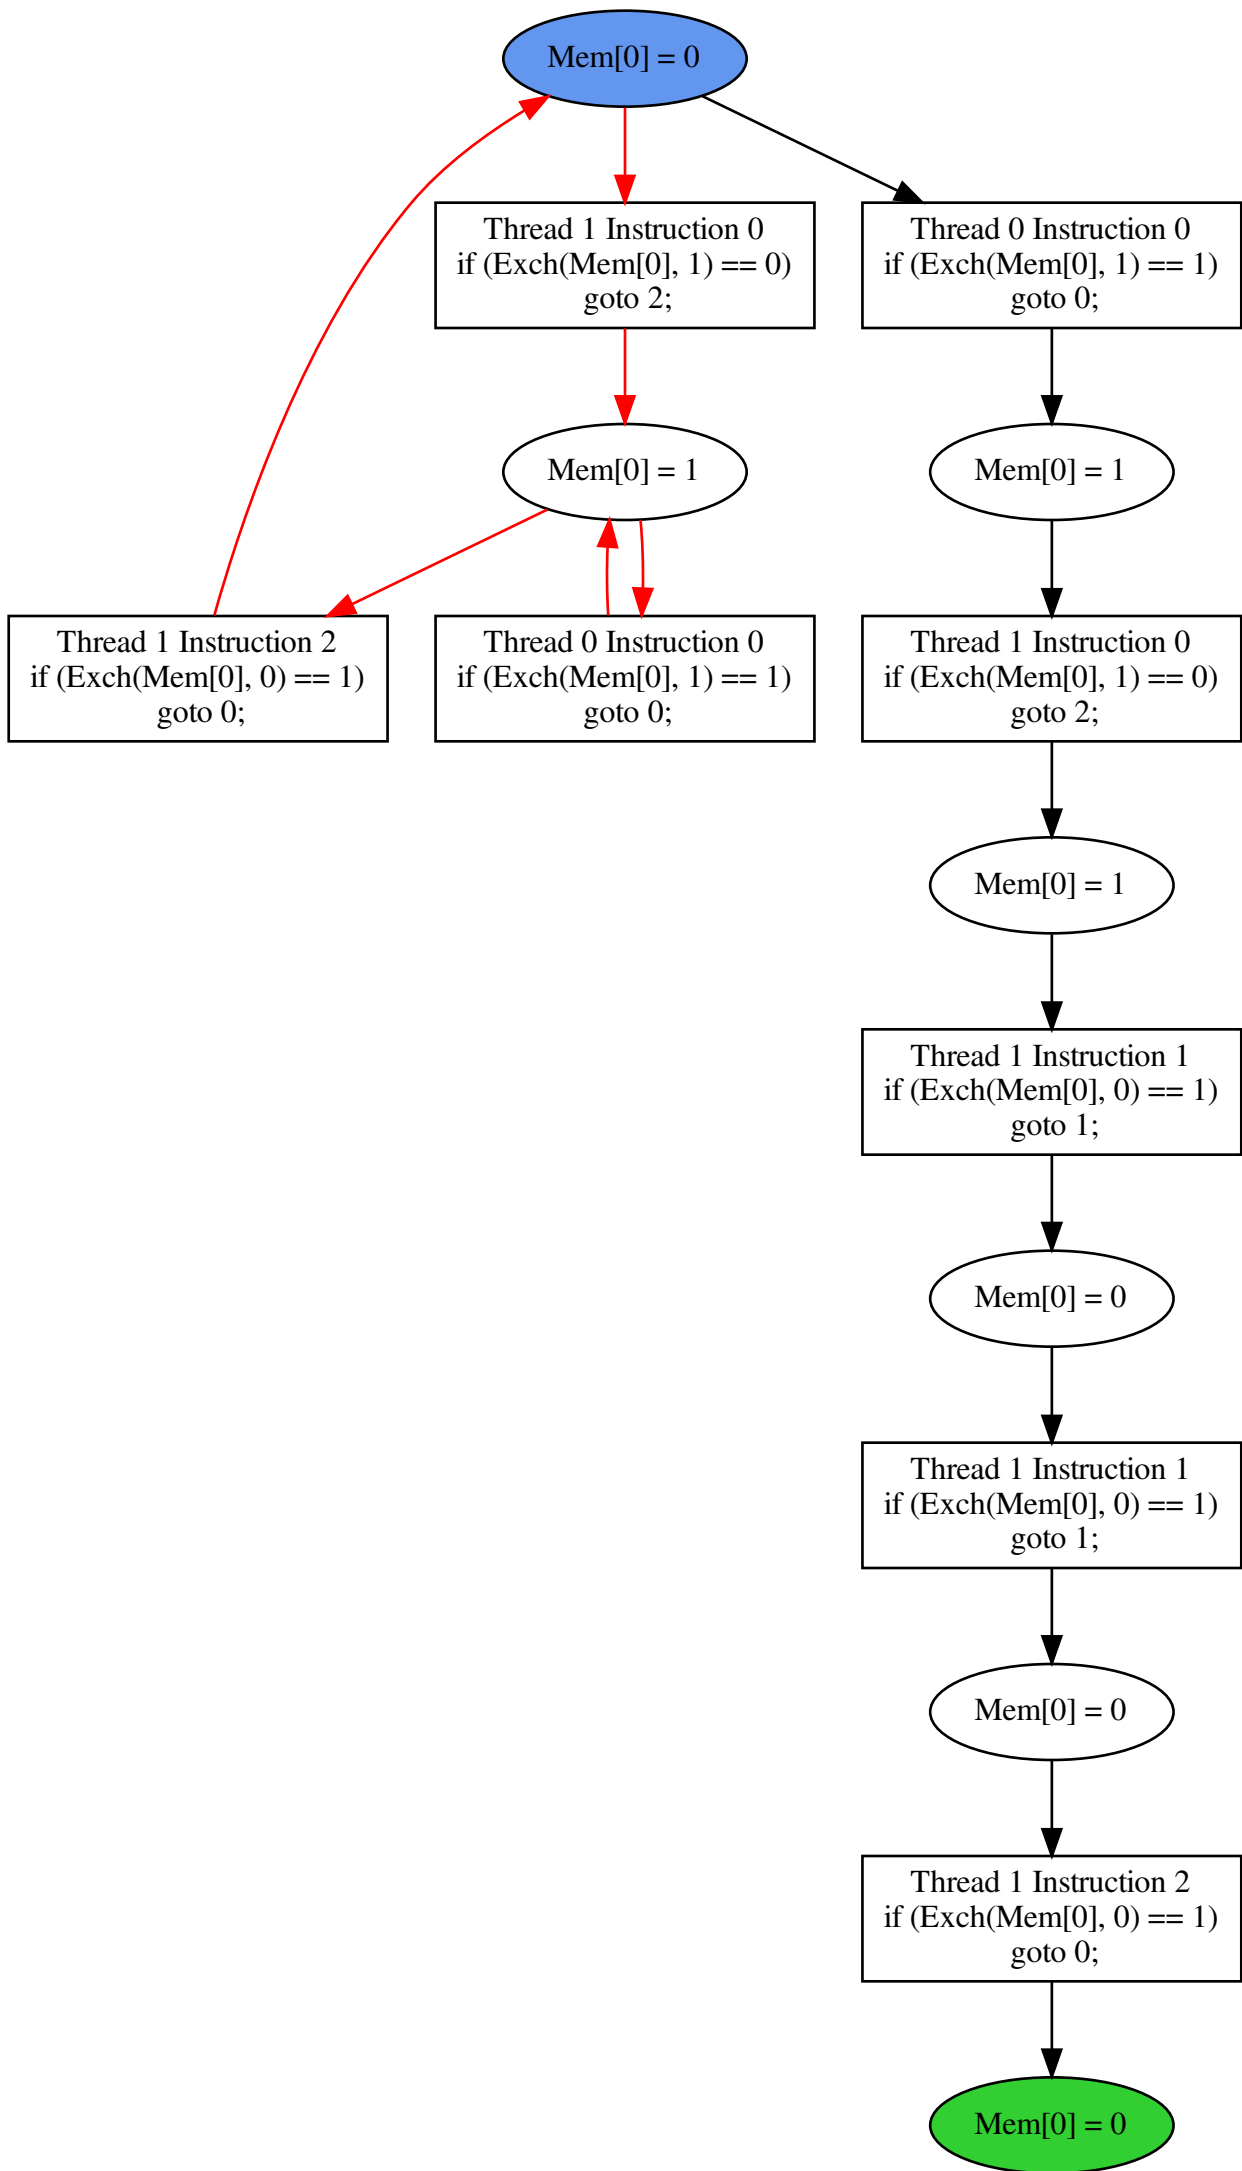 Mem[0] = 0
Thread 1 Instruction 0
if (Exch(Mem[0], 1) == 0)
goto 2;
Thread 0 Instruction 0
if (Exch(Mem[0], 1) == 1)
goto 0;
Mem[0] = 1
Mem[0] = 1
Thread 1 Instruction 2
if (Exch(Mem[0], 0) == 1)
goto 0;
Thread 0 Instruction 0
if (Exch(Mem[0], 1) == 1)
goto 0;
Thread 1 Instruction 0
if (Exch(Mem[0], 1) == 0)
goto 2;
Mem[0] = 1
Thread 1 Instruction 1
if (Exch(Mem[0], 0) == 1)
goto 1;
Mem[0] = 0
Thread 1 Instruction 1
if (Exch(Mem[0], 0) == 1)
goto 1;
Mem[0] = 0
Thread 1 Instruction 2
if (Exch(Mem[0], 0) == 1)
goto 0;
Mem[0] = 0